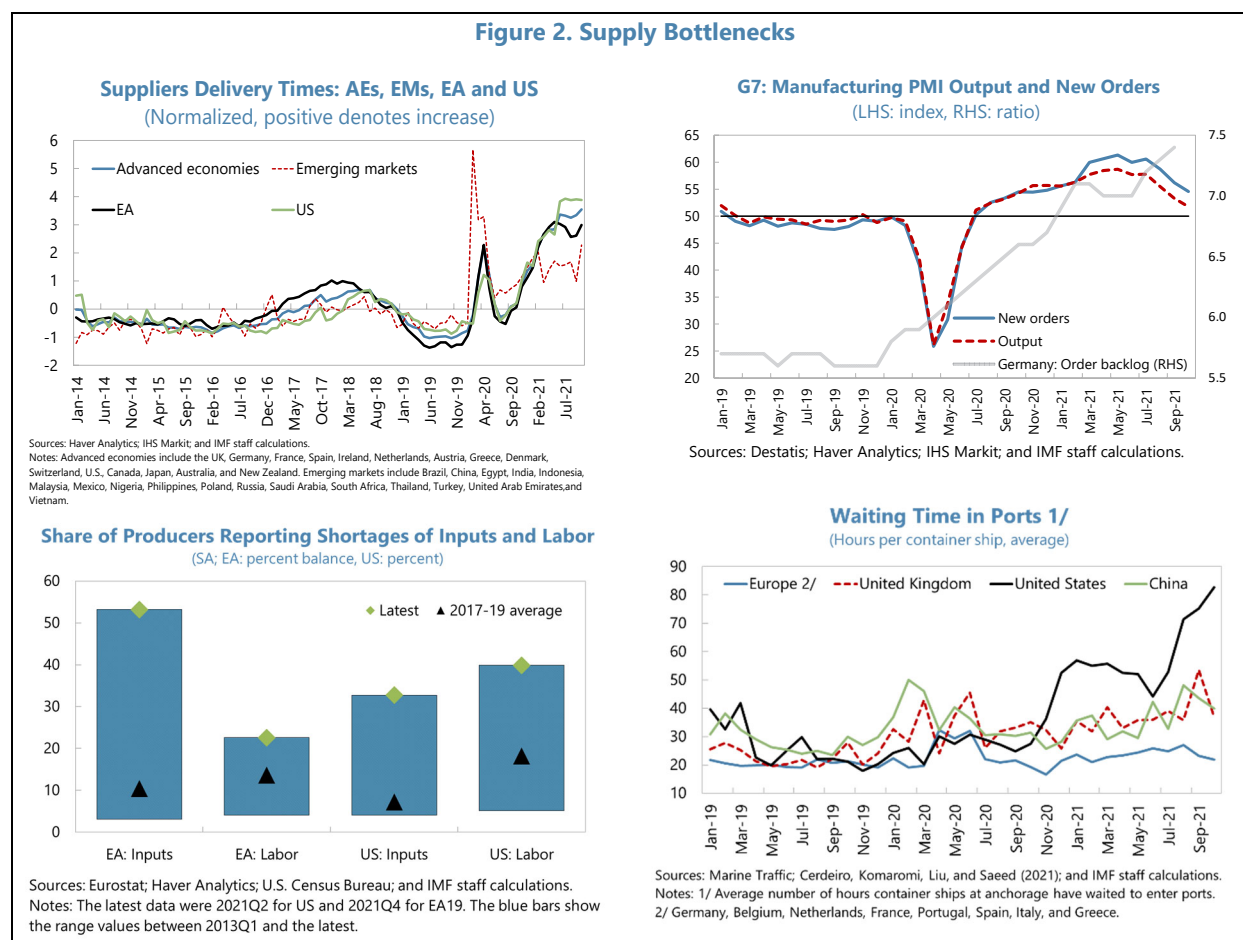 Figure 2. Supply Bottlenecks
Suppliers Delivery Times: AEs, EMs, EA and US
(Normalized, positive denotes increase)
6
5
4
3
2
1
0
-1
-2
Advanced economies
Emerging markets
EA
US
Jan-14
Jun-14
Nov-14
Apr-15
Sep-15
Feb-16
Jul-16
Dec-16
May-17
Oct-17
Mar-18
Aug-18
Jan-19
Jun-19
Nov-19
Apr-20
Sep-20
Feb-21
Jul-21
Sources: Haver Analytics; IHS Markit; and IMF staff calculations.
Notes: Advanced economies include the UK, Germany, France, Spain, Ireland, Netherlands, Austria, Greece, Denmark,
Switzerland, U.S., Canada, Japan, Australia, and New Zealand. Emerging markets include Brazil, China, Egypt, India, Indonesia,
Malaysia, Mexico, Nigeria, Philippines, Poland, Russia, Saudi Arabia, South Africa, Thailand, Turkey, United Arab Emirates,and
Vietnam.
G7: Manufacturing PMI Output and New Orders
(LHS: index, RHS: ratio)
65
60
55
50
45
40
35
30
25
20
7.5
7.0
6.5
6.0
5.5
New orders
Output
Germany: Order backlog (RHS)
Jan-19
Mar-19
May-19
Jul-19
Sep-19
Nov-19
Jan-20
Mar-20
May-20
Jul-20
Sep-20
Nov-20
Jan-21
Mar-21
May-21
Jul-21
Sep-21
Sources: Destatis; Haver Analytics; IHS Markit; and IMF staff calculations.
Share of Producers Reporting Shortages of Inputs and Labor
(SA; EA: percent balance, US: percent)
60
50
40
30
20
10
0
Latest
2017-19 average
EA: Inputs
EA: Labor
US: Inputs
US: Labor
Sources: Eurostat; Haver Analytics; U.S. Census Bureau; and IMF staff calculations.
Notes: The latest data were 2021Q2 for US and 2021Q4 for EA19. The blue bars show
the range values between 2013Q1 and the latest.
Waiting Time in Ports 1/
(Hours per container ship, average)
90
80
70
60
50
40
30
20
10
Europe 2/
United Kingdom
United States
China
Jan-19
Mar-19
May-19
Jul-19
Sep-19
Nov-19
Jan-20
Mar-20
May-20
Jul-20
Sep-20
Nov-20
Jan-21
Mar-21
May-21
Jul-21
Sep-21
Sources: Marine Traffic; Cerdeiro, Komaromi, Liu, and Saeed (2021); and IMF staff calculations.
Notes: 1/ Average number of hours container ships at anchorage have waited to enter ports.
2/ Germany, Belgium, Netherlands, France, Portugal, Spain, Italy, and Greece.